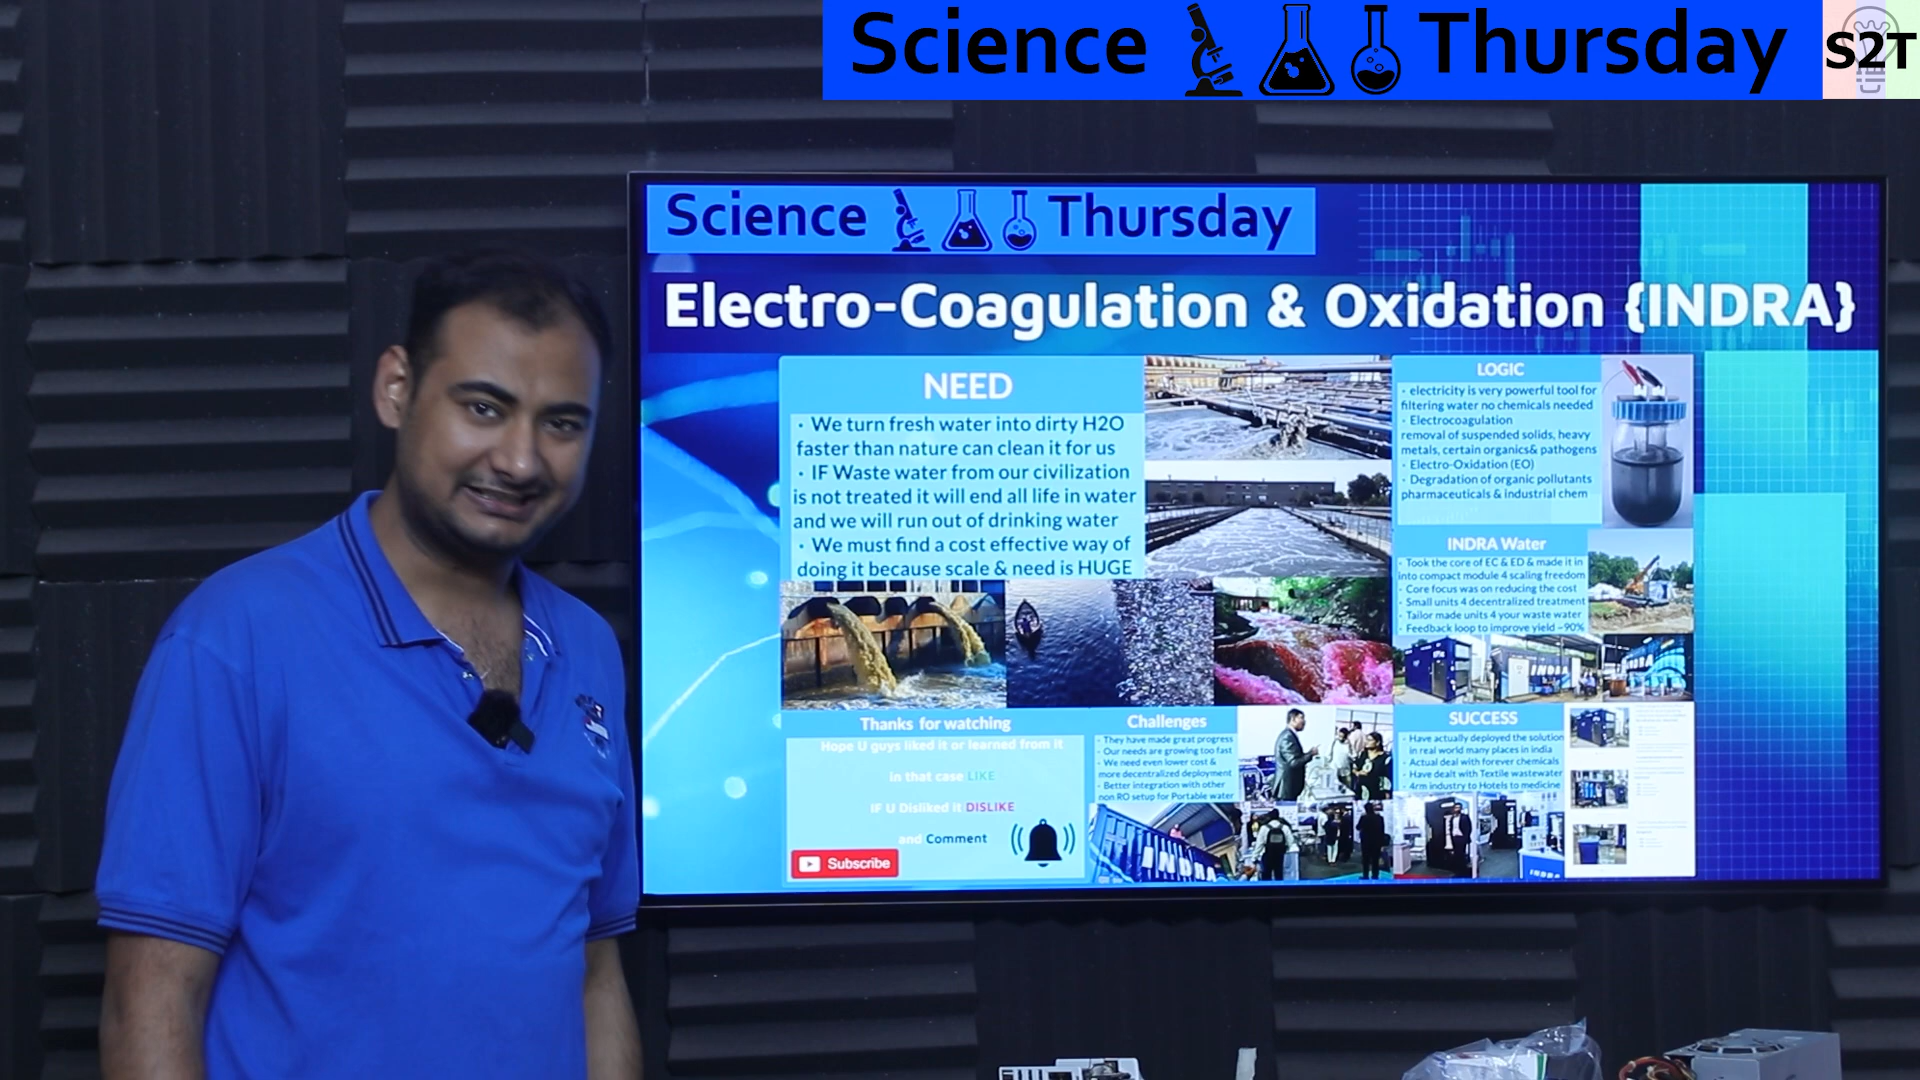 Science Thursday
S2T
Science Thursday
Electro-Coagulation & Oxidation {INDRA}
NEED
· We turn fresh water into dirty H2O
faster than nature can clean it for us
· IF Waste water from our civilization
is not treated it will end all life in water
and we will run out of drinking water
· We must find a cost effective way of
doing it because scale & need is HUGE
LOGIC
· electricity is very powerful tool for
filtering water no chemicals needed
· Electrocoagulation
removal of suspended solids, heavy
metals, certain organics& pathogens
· Electro-Oxidation (EO)
· Degradation of organic pollutants
pharmaceuticals & industrial chem
INDRA Water
· Took the core of EC & ED & made it in
into compact module 4 scaling freedom
· Core focus was on reducing the cost
· Small units 4 decentralized treatment
· Tailor made units 4 your waste water
· Feedback loop to improve yield ~90%
INDRA
INDRA
Thanks for watching
Hope U guys liked it or learned from it
in that case LIKE
IF U Disliked it DISLIKE
and Comment
Subscribe
Challenges
· They have made great progress
· Our needs are growing too fast
· We need even lower cost &
more decentralized deployment
· Better integration with other
non RO setup for Portable water
INDRA
SUCCESS
· Have actually deployed the solution
in real world many places in india
· Actual deal with forever chemicals
· Have dealt with Textile wastewater
· 4rm industry to Hotels to medicine
INDRA